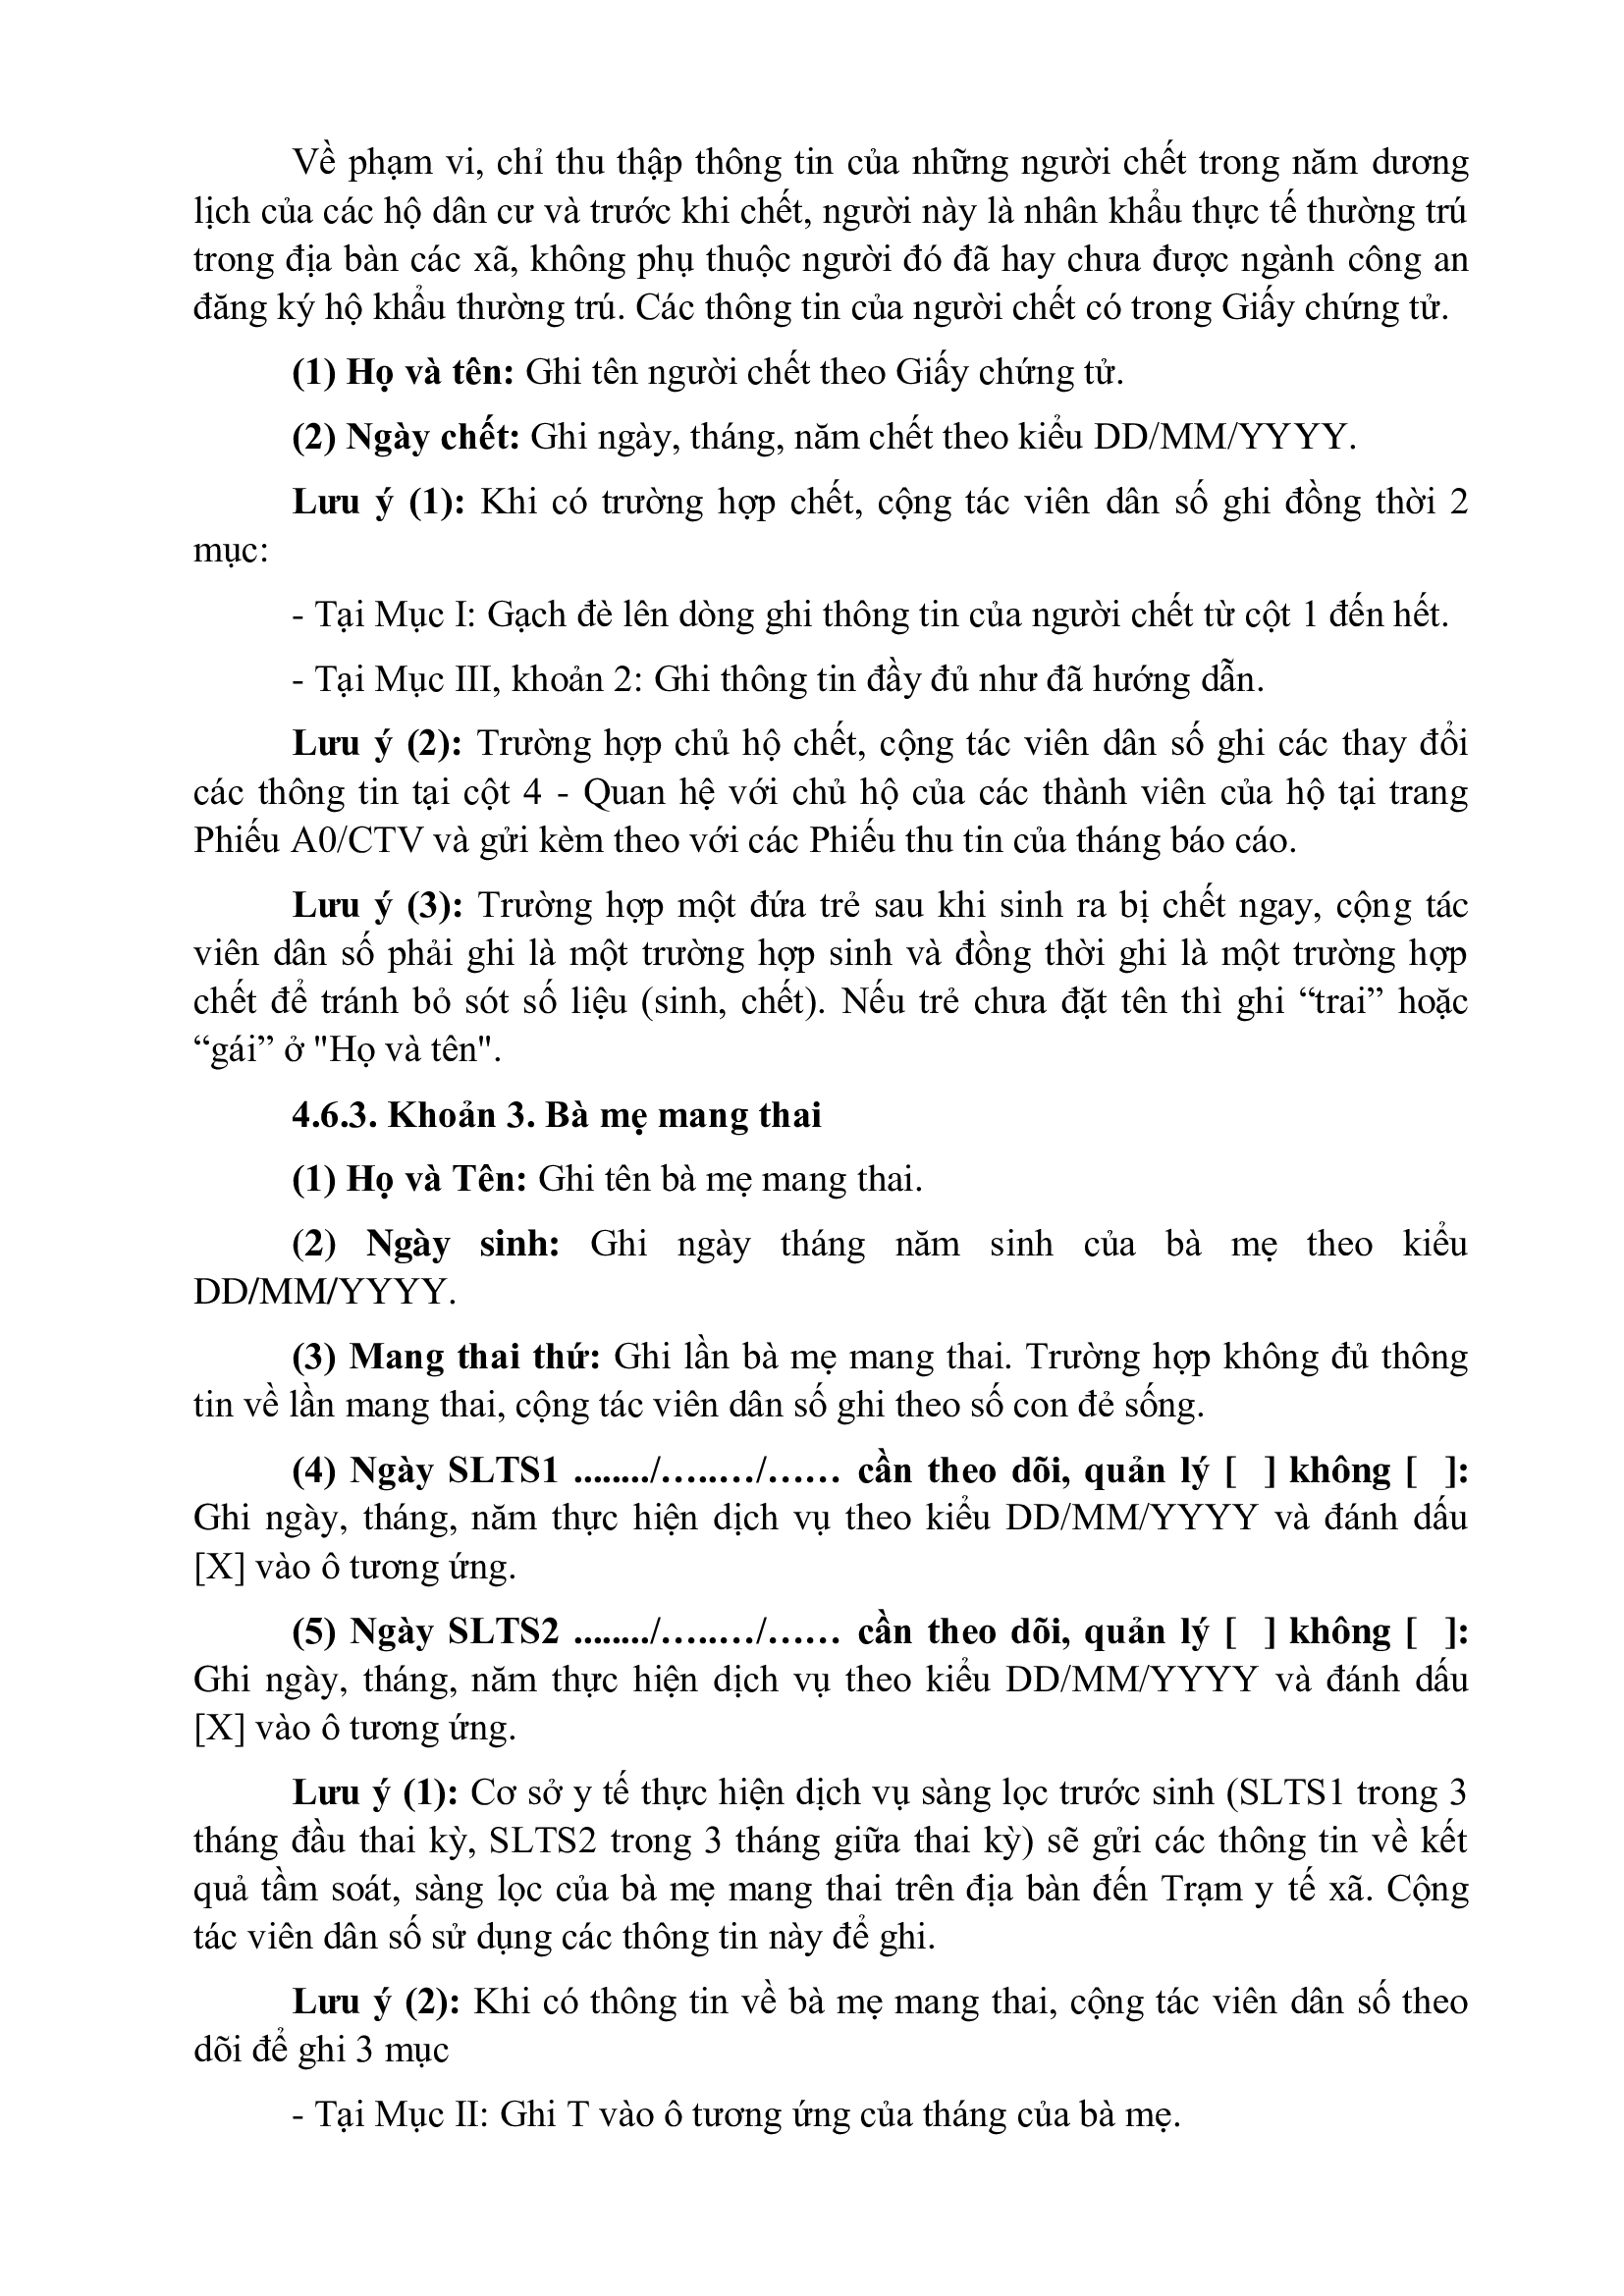 Về phạm vi, chỉ thu thập thông tin của những người chết trong năm dương
lịch của các hộ dân cư và trước khi chết, người này là nhân khẩu thực tế thường trú
trong địa bàn các xã, không phụ thuộc người đó đã hay chưa được ngành công an
đăng ký hộ khẩu thường trú. Các thông tin của người chết có trong Giấy chứng tử.
(1) Họ và tên: Ghi tên người chết theo Giấy chứng tử.
(2) Ngày chết: Ghi ngày, tháng, năm chết theo kiểu DD/MM/YYYY.
Lưu ý (1): Khi có trường hợp chết, cộng tác viên dân số ghi đồng thời 2
mục:
- Tại Mục I: Gạch đè lên dòng ghi thông tin của người chết từ cột 1 đến hết.
- Tại Mục III, khoản 2: Ghi thông tin đầy đủ như đã hướng dẫn.
Lưu ý (2): Trường hợp chủ hộ chết, cộng tác viên dân số ghi các thay đổi
các thông tin tại cột 4 - Quan hệ với chủ hộ của các thành viên của hộ tại trang
Phiếu A0/CTV và gửi kèm theo với các Phiếu thu tin của tháng báo cáo.
Lưu ý (3): Trường hợp một đứa trẻ sau khi sinh ra bị chết ngay, cộng tác
viên dân số phải ghi là một trường hợp sinh và đồng thời ghi là một trường hợp
chết để tránh bỏ sót số liệu (sinh, chết). Nếu trẻ chưa đặt tên thì ghi “trai” hoặc
“gái” ở "Họ và tên".
4.6.3. Khoản 3. Bà mẹ mang thai
(1) Họ và Tên: Ghi tên bà mẹ mang thai.
(2) Ngày sinh: Ghi ngày tháng năm sinh của bà mẹ theo kiểu
DD/MM/YYYY.
(3) Mang thai thứ: Ghi lần bà mẹ mang thai. Trường hợp không đủ thông
tin về lần mang thai, cộng tác viên dân số ghi theo số con đẻ sống.
(4) Ngày SLTS1 ......../…..…/…… cần theo dõi, quản lý [  ] không [  ]:
Ghi ngày, tháng, năm thực hiện dịch vụ theo kiểu DD/MM/YYYY và đánh dấu
[X] vào ô tương ứng.
(5) Ngày SLTS2 ......../…..…/…… cần theo dõi, quản lý [  ] không [  ]:
Ghi ngày, tháng, năm thực hiện dịch vụ theo kiểu DD/MM/YYYY và đánh dấu
[X] vào ô tương ứng.
Lưu ý (1): Cơ sở y tế thực hiện dịch vụ sàng lọc trước sinh (SLTS1 trong 3
tháng đầu thai kỳ, SLTS2 trong 3 tháng giữa thai kỳ) sẽ gửi các thông tin về kết
quả tầm soát, sàng lọc của bà mẹ mang thai trên địa bàn đến Trạm y tế xã. Cộng
tác viên dân số sử dụng các thông tin này để ghi.
Lưu ý (2): Khi có thông tin về bà mẹ mang thai, cộng tác viên dân số theo
dõi để ghi 3 mục
- Tại Mục II: Ghi T vào ô tương ứng của tháng của bà mẹ.